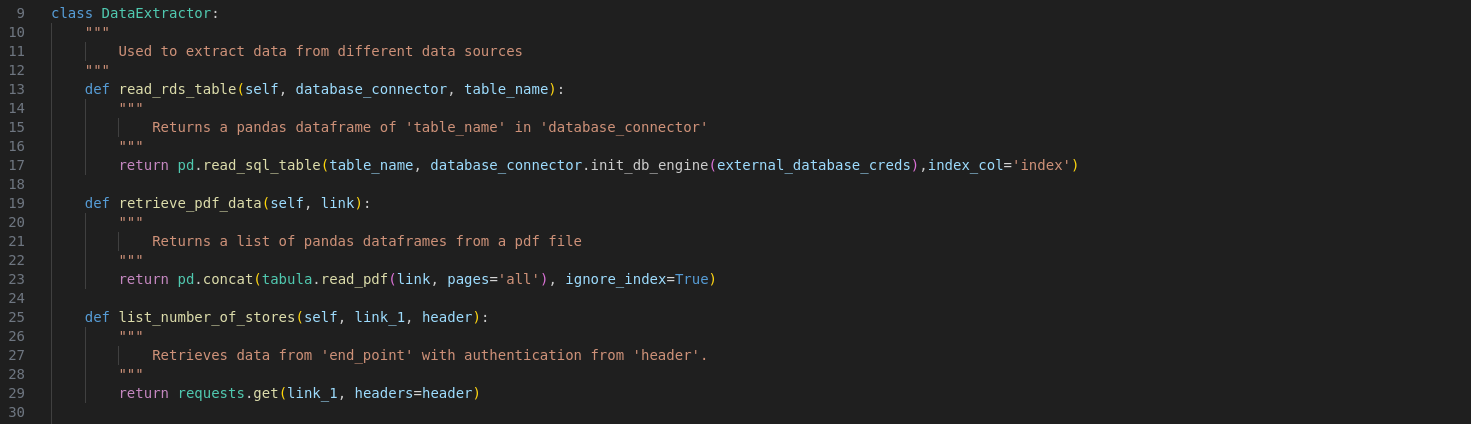 9 class DataExtractor:
10 """
11 Used to extract data from different data sources
12 """
13 def read_rds_table(self, database_connector, table_name):
14 """
15 Returns a pandas dataframe of 'table_name' in 'database_connector'
16 """
17 return pd.read_sql_table(table_name, database_connector.init_db_engine(external_database_creds),index_col='index')
18
19 def retrieve_pdf_data(self, link):
20 """
21 Returns a list of pandas dataframes from a pdf file
22 """
23 return pd.concat(tabula.read_pdf(link, pages='all'), ignore_index=True)
24
25 def list_number_of_stores(self, link_1, header):
26 """
27 Retrieves data from 'end_point' with authentication from 'header'.
28 """
29 return requests.get(link_1, headers=header)
30